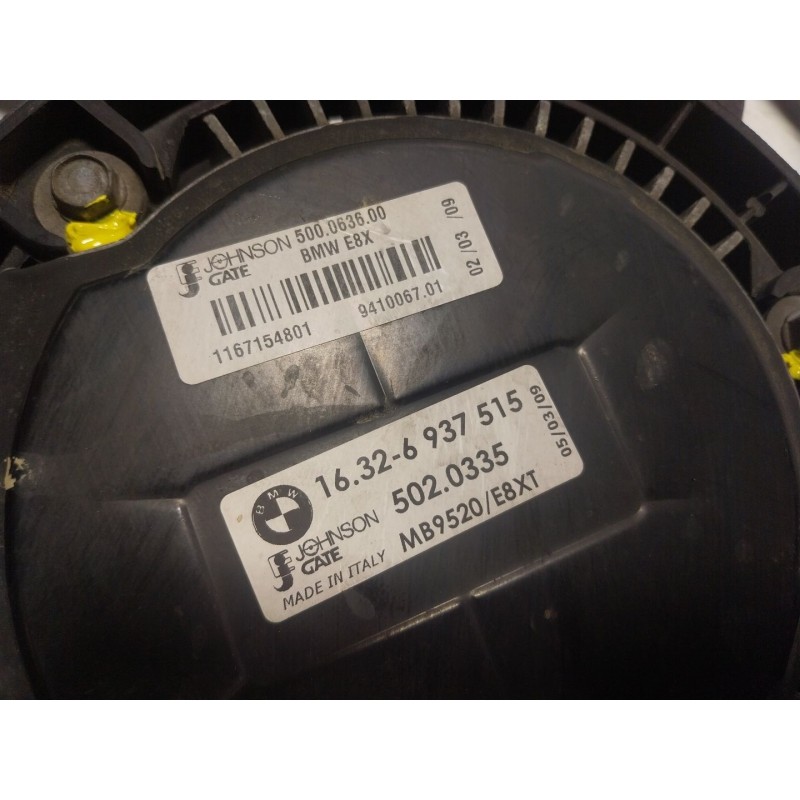 JOHNSON 500.0636.00
GATE BMW E8X
02/03 /09
1167154801 9410067.01
BMW 16.32-6 937 515
JOHNSON 502.0335
GATE MB9520/E8XT
MADE IN ITALY
05/03/09